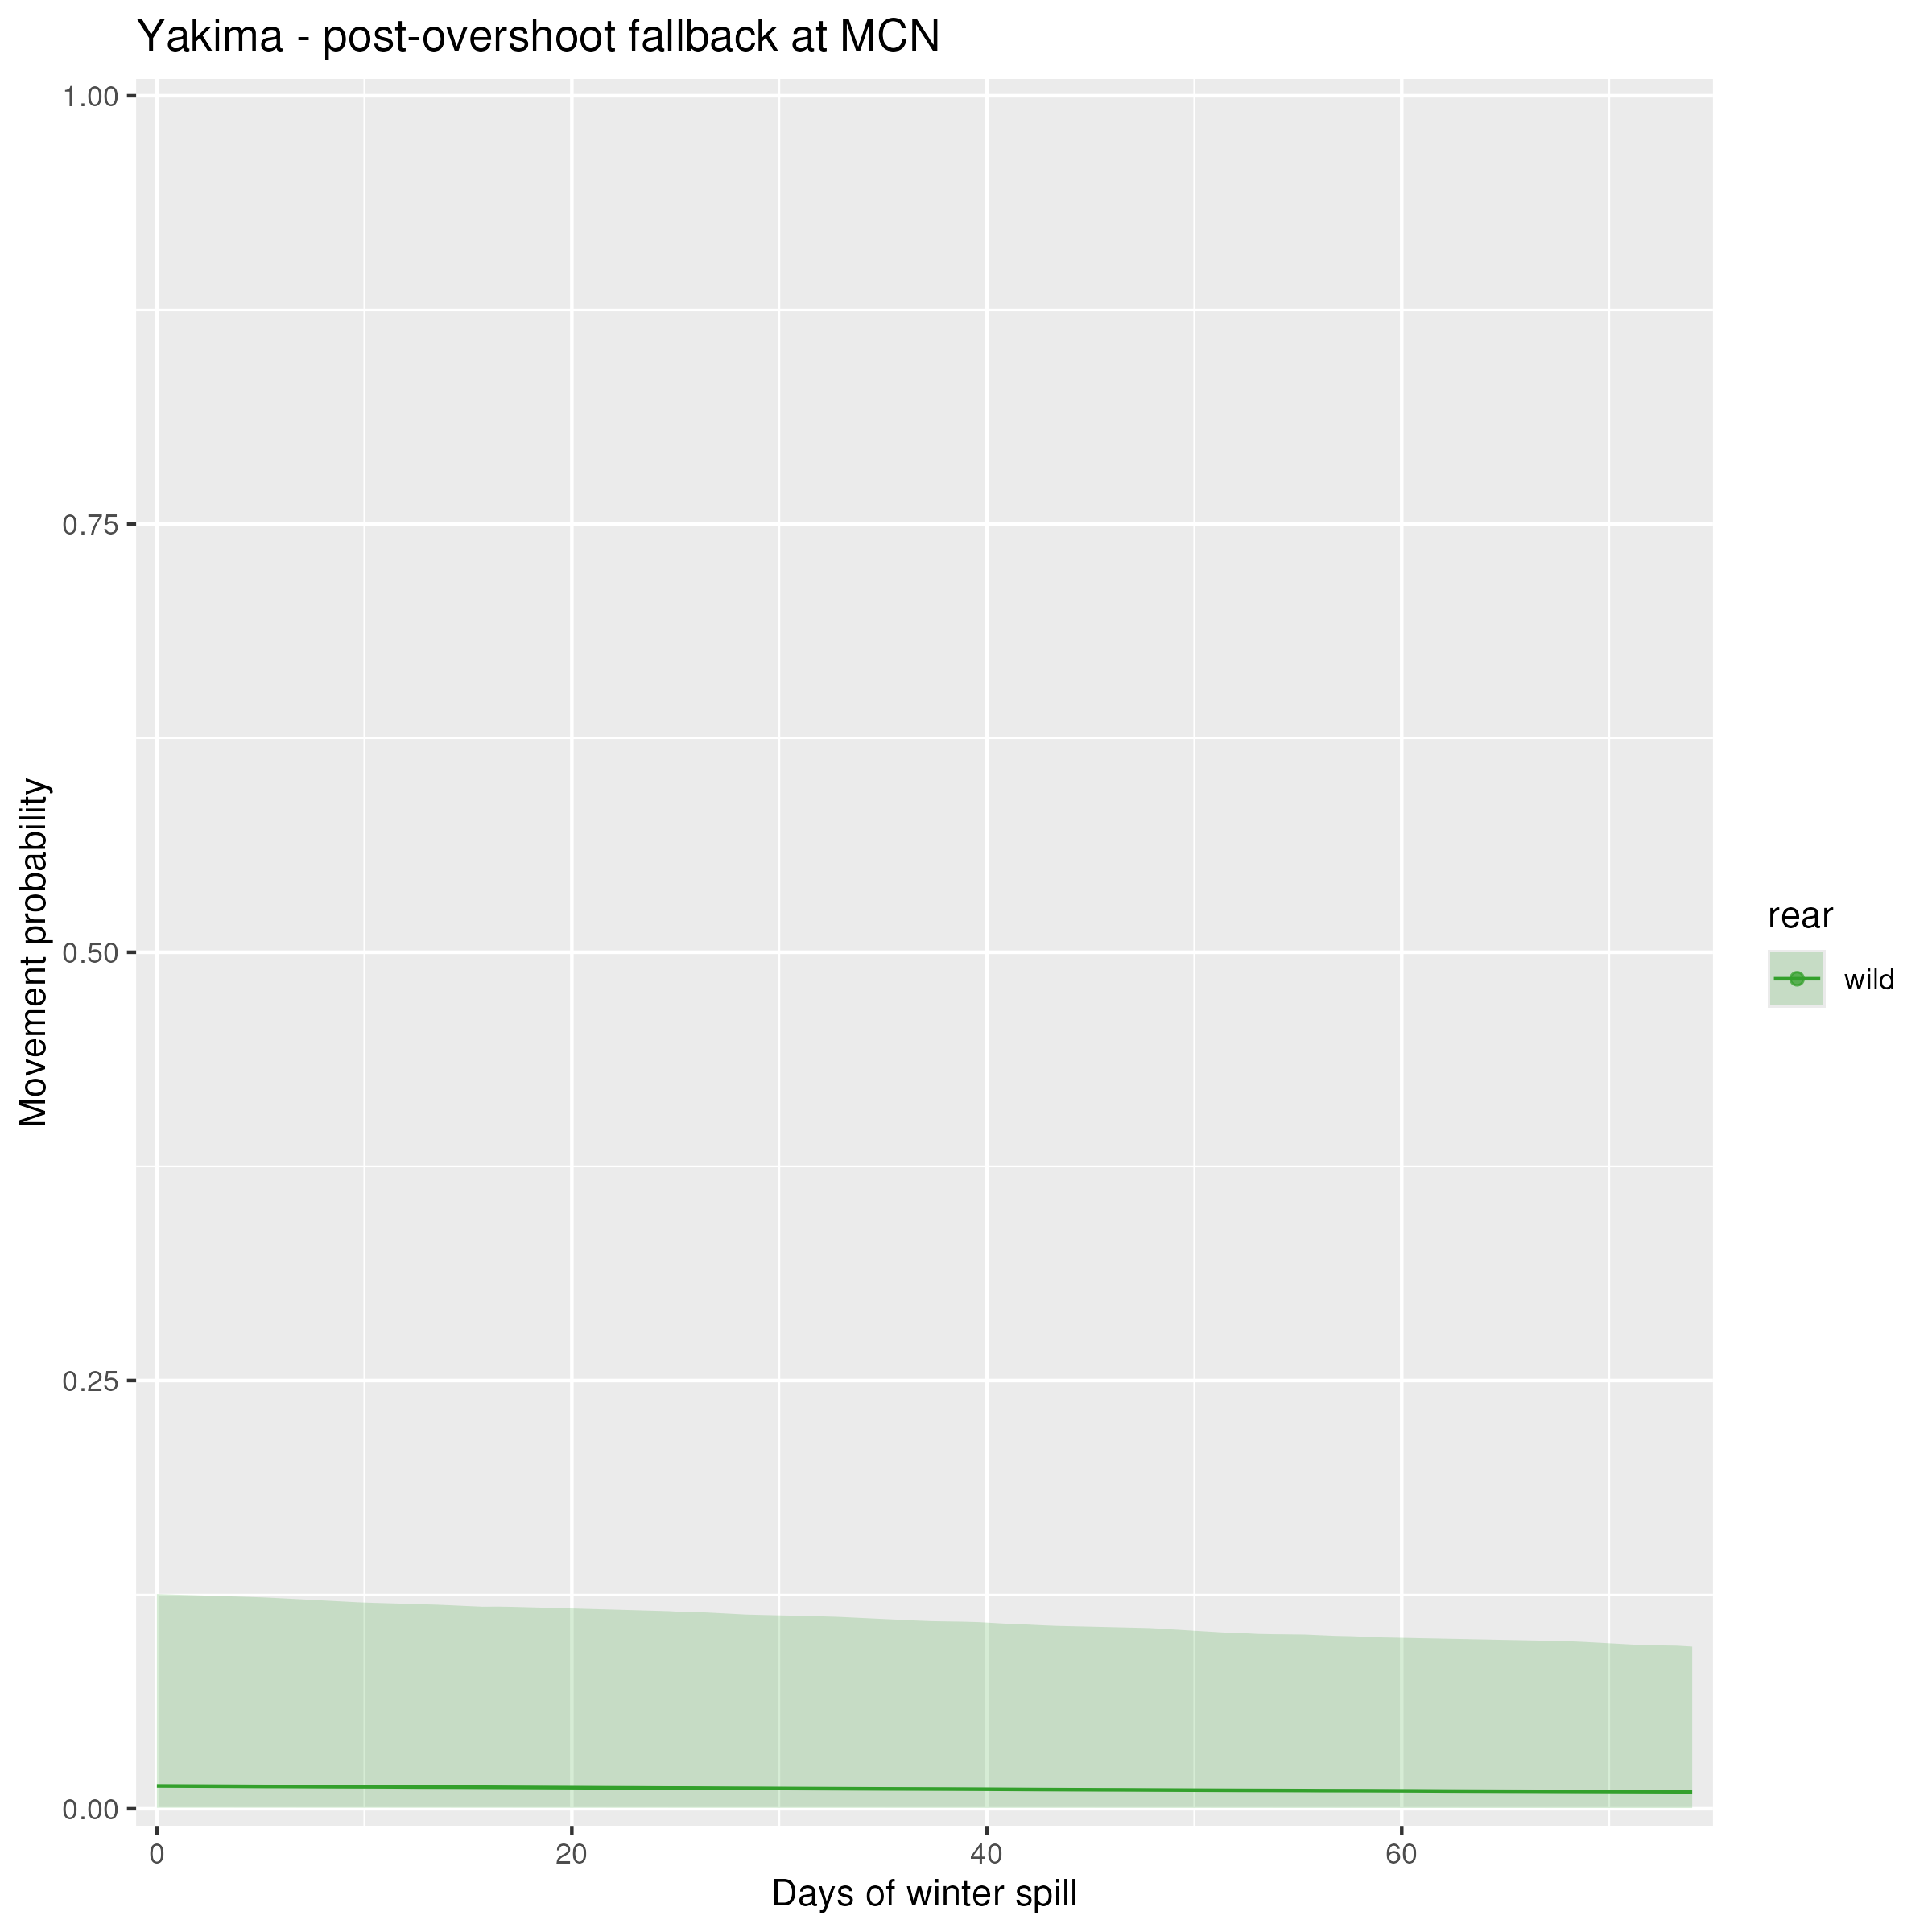 Yakima - post-overshoot fallback at MCN
1.00
0.75
0.50
0.25
0.00
Movement probability
0
20
40
60
Days of winter spill
rear
wild